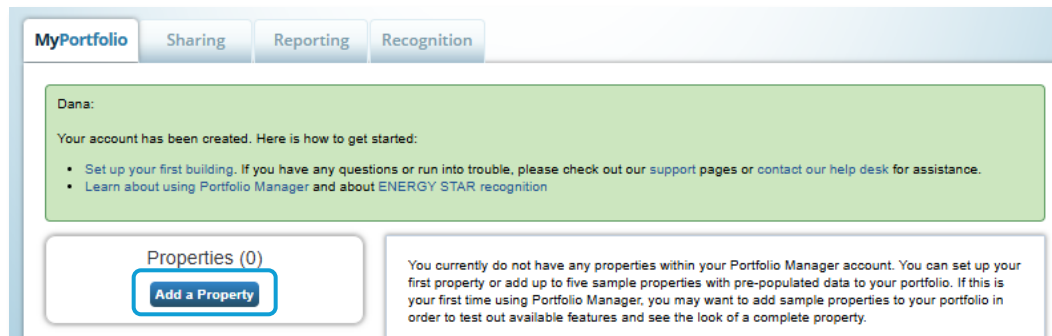 MyPortfolio Sharing Reporting Recognition
Dana:
Your account has been created. Here is how to get started:
• Set up your first building. If you have any questions or run into trouble, please check out our support pages or contact our help desk for assistance.
• Learn about using Portfolio Manager and about ENERGY STAR recognition
Properties (0)
Add a Property
You currently do not have any properties within your Portfolio Manager account. You can set up your
first property or add up to five sample properties with pre-populated data to your portfolio. If this is
your first time using Portfolio Manager, you may want to add sample properties to your portfolio in
order to test out available features and see the look of a complete property.